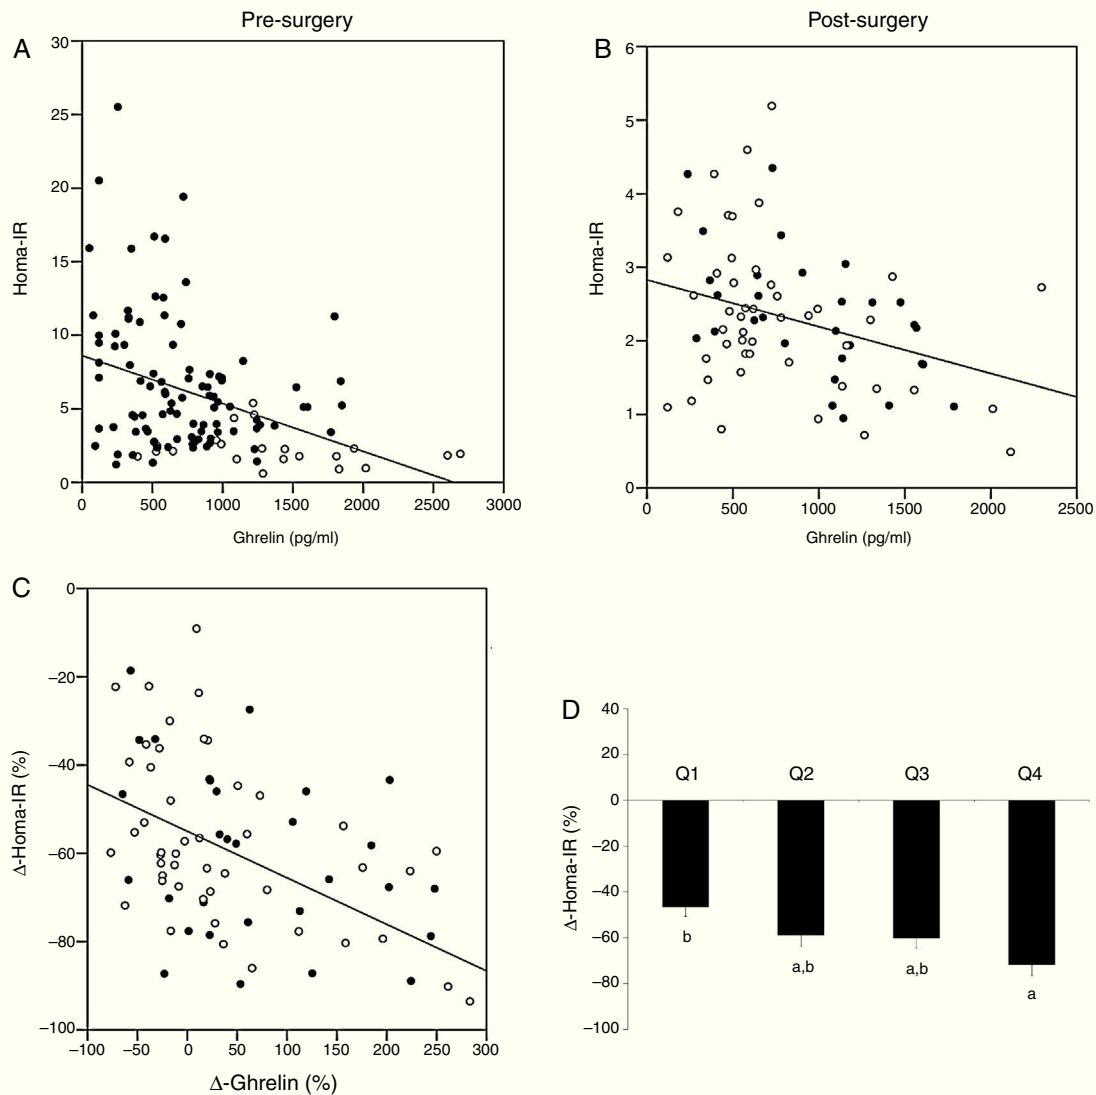 Pre-surgery
Post-surgery
A
30
25
20
15
10
5
0
Homa-IR
0 500 1000 1500 2000 2500 3000
Ghrelin (pg/ml)
B
6
5
4
3
2
1
0
Homa-IR
0 500 1000 1500 2000 2500
Ghrelin (pg/ml)
C
0
−20
−40
−60
−80
−100
Δ-Homa-IR (%)
−100 −50 0 50 100 150 200 250 300
Δ-Ghrelin (%)
D
40
20
0
−20
−40
−60
−80
−100
Δ-Homa-IR (%)
Q1 Q2 Q3 Q4
b a,b a,b a